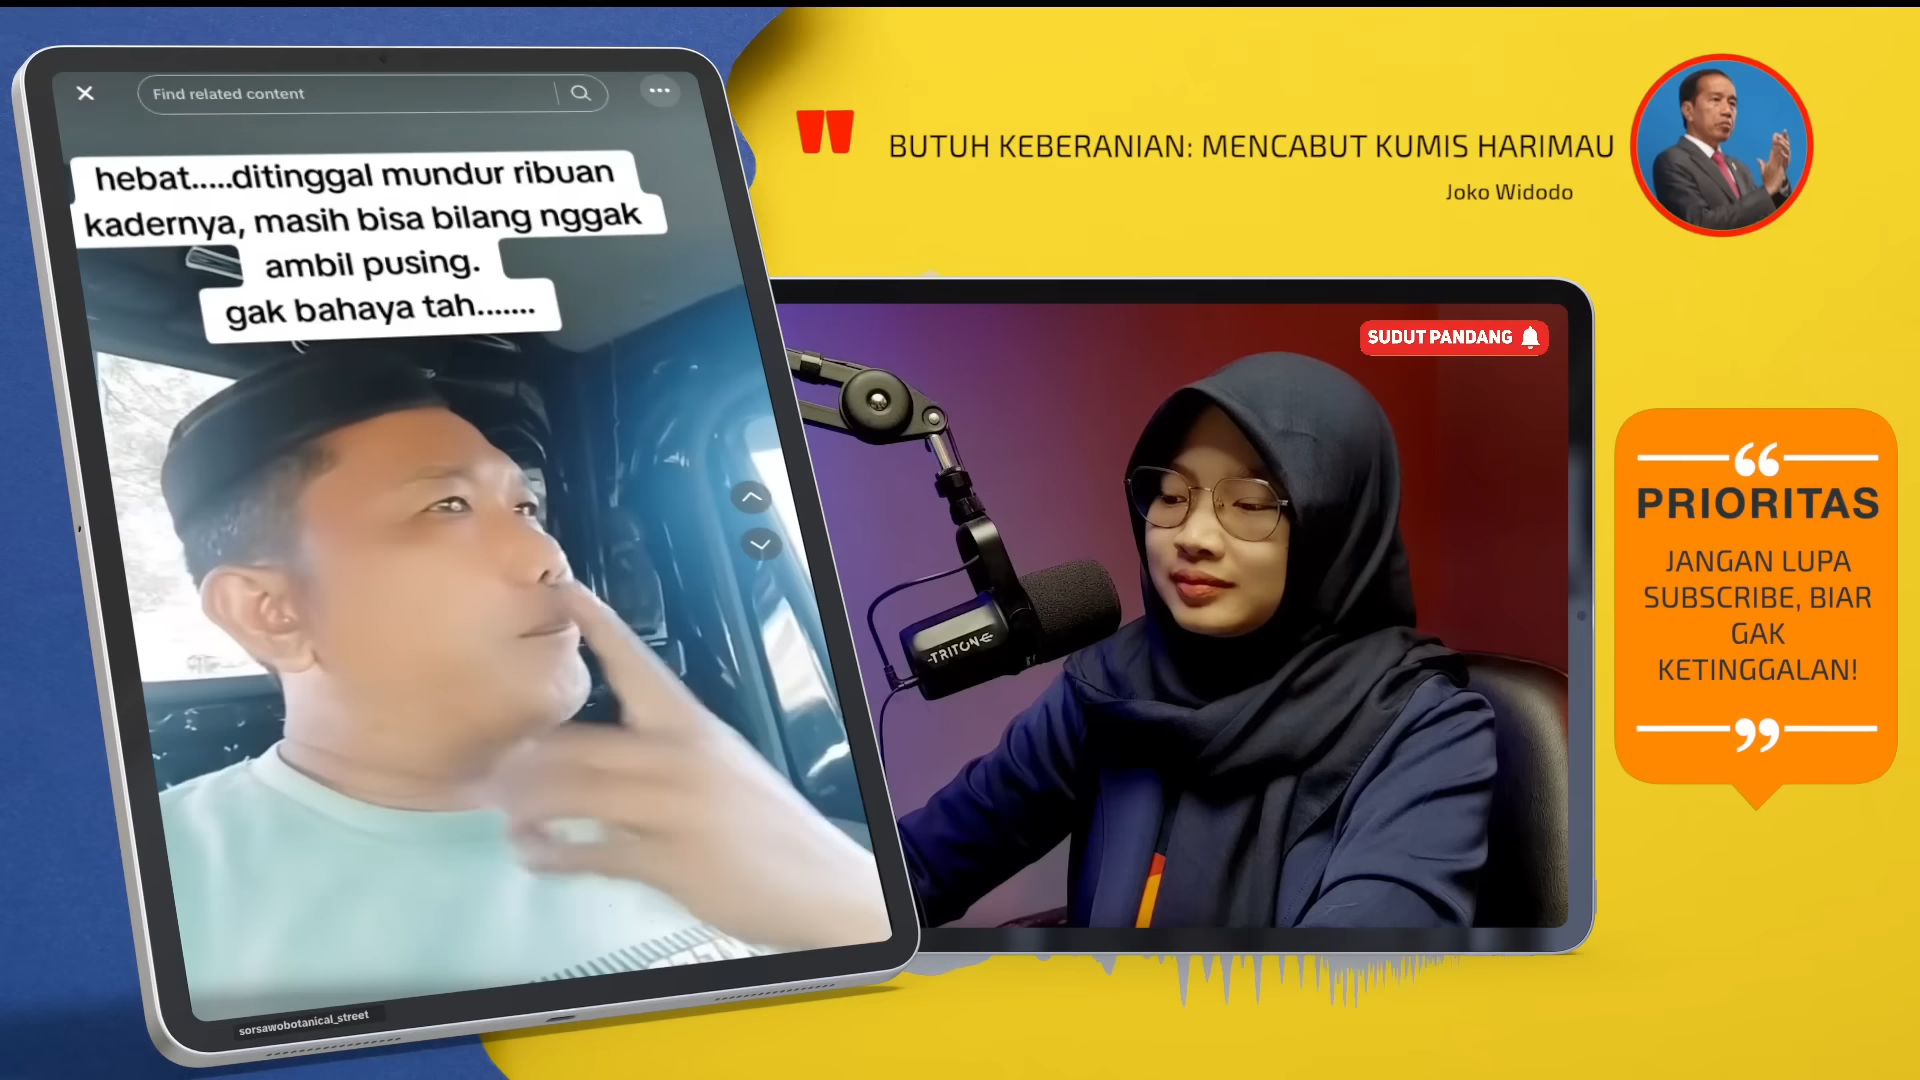 Find related content
hebat.....ditinggal mundur ribuan
kadernya, masih bisa bilang nggak
ambil pusing.
gak bahaya tah.......
sorsawobotanical_street
" BUTUH KEBERANIAN: MENCABUT KUMIS HARIMAU
Joko Widodo
SUDUT PANDANG
TRITON
“
PRIORITAS
JANGAN LUPA
SUBSCRIBE, BIAR
GAK
KETINGGALAN!
”